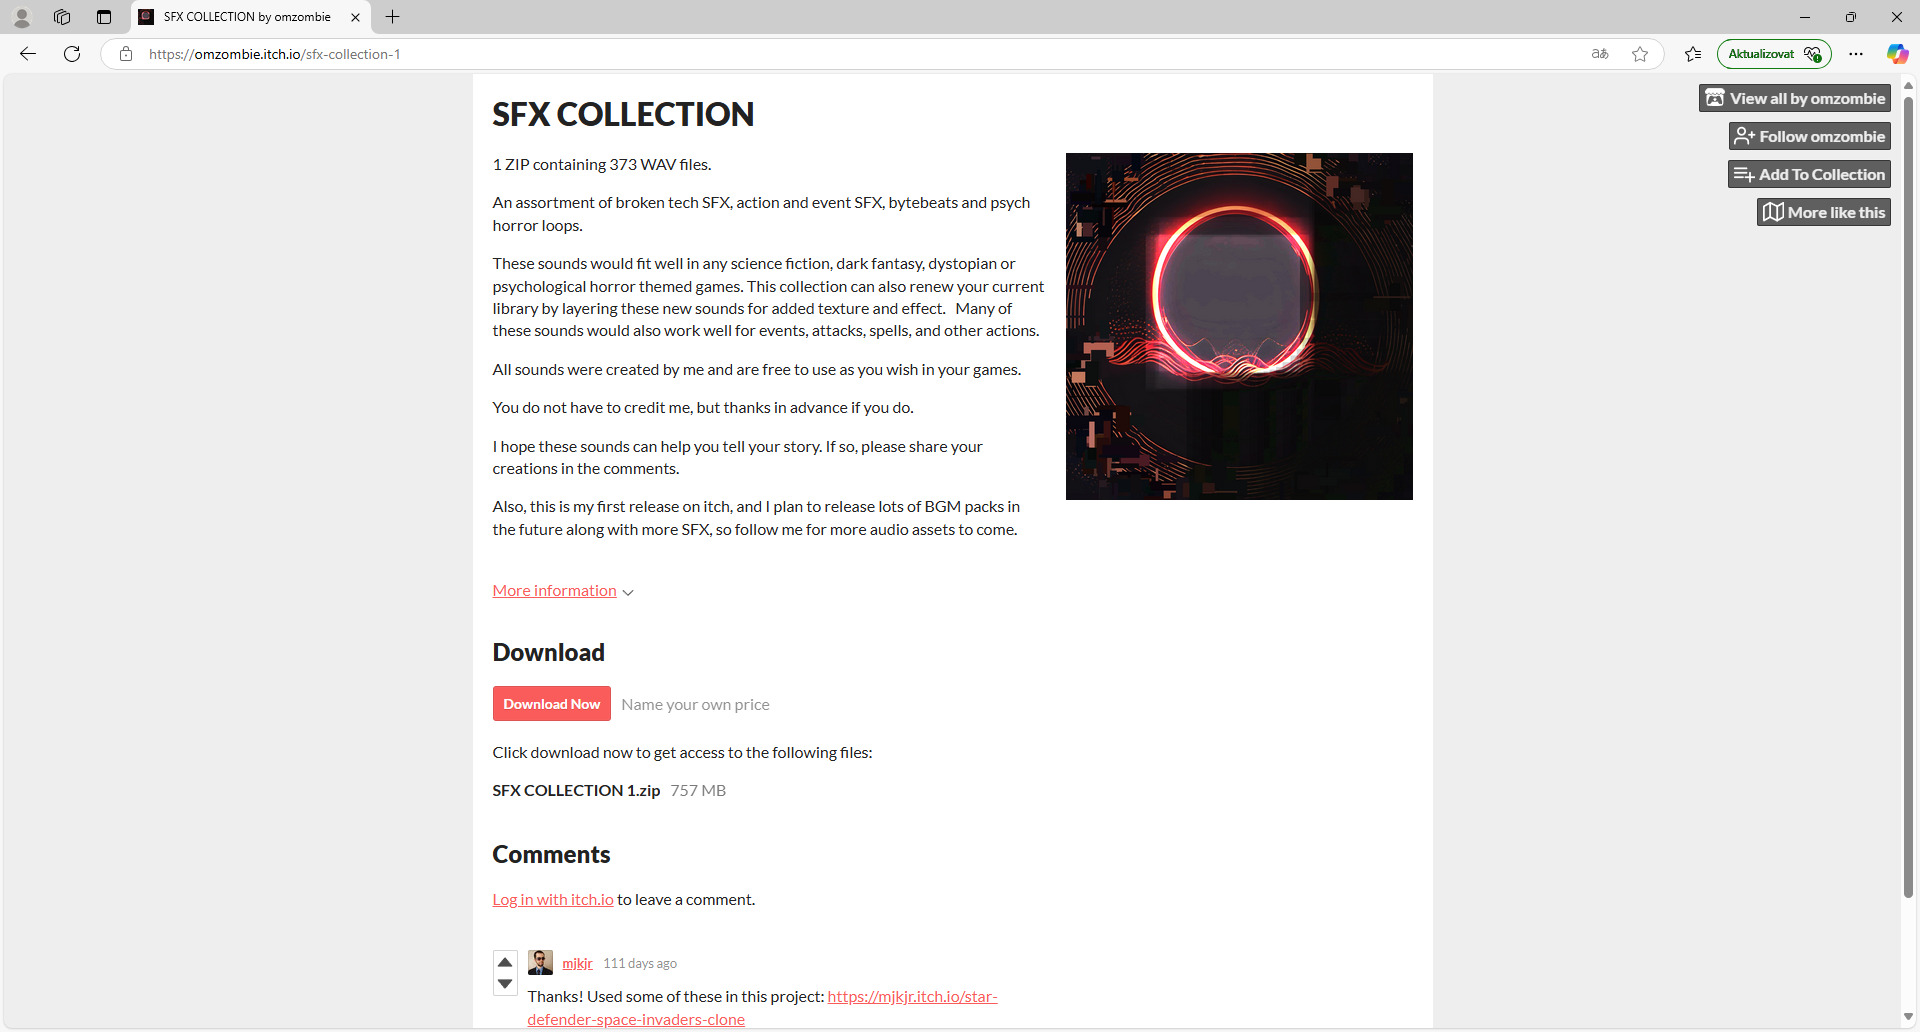 SFX COLLECTION by omzombie
https://omzombie.itch.io/sfx-collection-1
aあ
Aktualizovat
View all by omzombie
Follow omzombie
Add To Collection
More like this
SFX COLLECTION
1 ZIP containing 373 WAV files.
An assortment of broken tech SFX, action and event SFX, bytebeats and psych
horror loops.
These sounds would fit well in any science fiction, dark fantasy, dystopian or
psychological horror themed games. This collection can also renew your current
library by layering these new sounds for added texture and effect.   Many of
these sounds would also work well for events, attacks, spells, and other actions.
All sounds were created by me and are free to use as you wish in your games.
You do not have to credit me, but thanks in advance if you do.
I hope these sounds can help you tell your story. If so, please share your
creations in the comments.
Also, this is my first release on itch, and I plan to release lots of BGM packs in
the future along with more SFX, so follow me for more audio assets to come.
More information
Download
Download Now Name your own price
Click download now to get access to the following files:
SFX COLLECTION 1.zip 757 MB
Comments
Log in with itch.io to leave a comment.
mjkjr 111 days ago
Thanks! Used some of these in this project: https://mjkjr.itch.io/star-
defender-space-invaders-clone